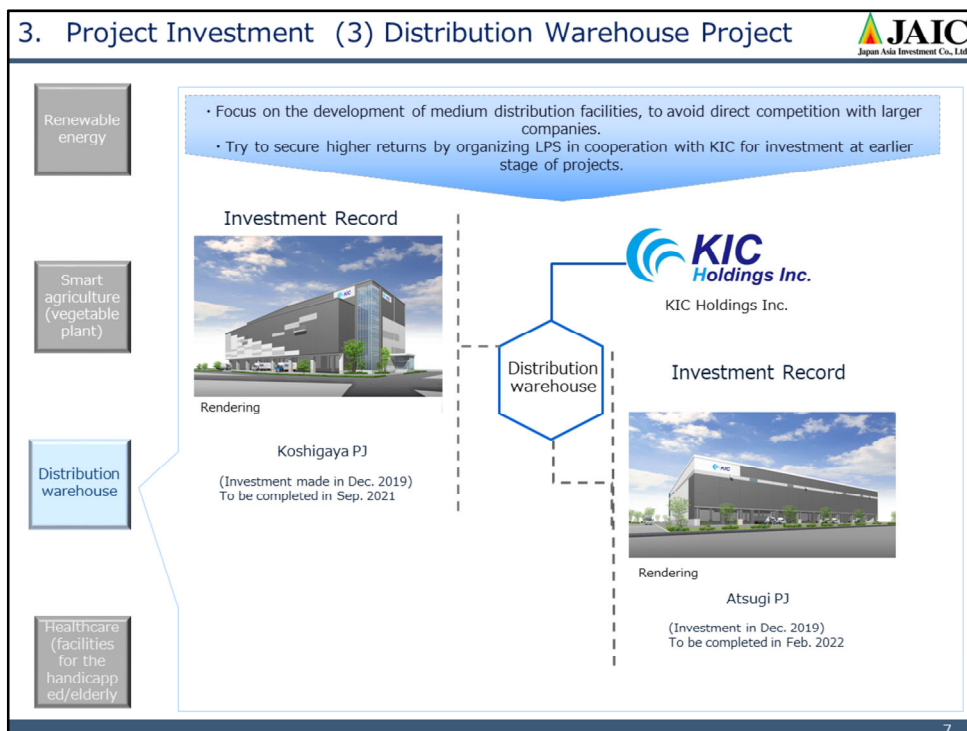 3. Project Investment (3) Distribution Warehouse Project
JAIC
Japan Asia Investment Co., Ltd
Renewable
energy
Smart
agriculture
(vegetable
plant)
Distribution
warehouse
Healthcare
(facilities
for the
handicapp
ed/elderly
・Focus on the development of medium distribution facilities, to avoid direct competition with larger
companies.
・Try to secure higher returns by organizing LPS in cooperation with KIC for investment at earlier
stage of projects.
Investment Record
KIC
Rendering
Koshigaya PJ
(Investment made in Dec. 2019)
To be completed in Sep. 2021
KIC
Holdings Inc.
KIC Holdings Inc.
Distribution
warehouse
Investment Record
KIC
Rendering
Atsugi PJ
(Investment in Dec. 2019)
To be completed in Feb. 2022
7